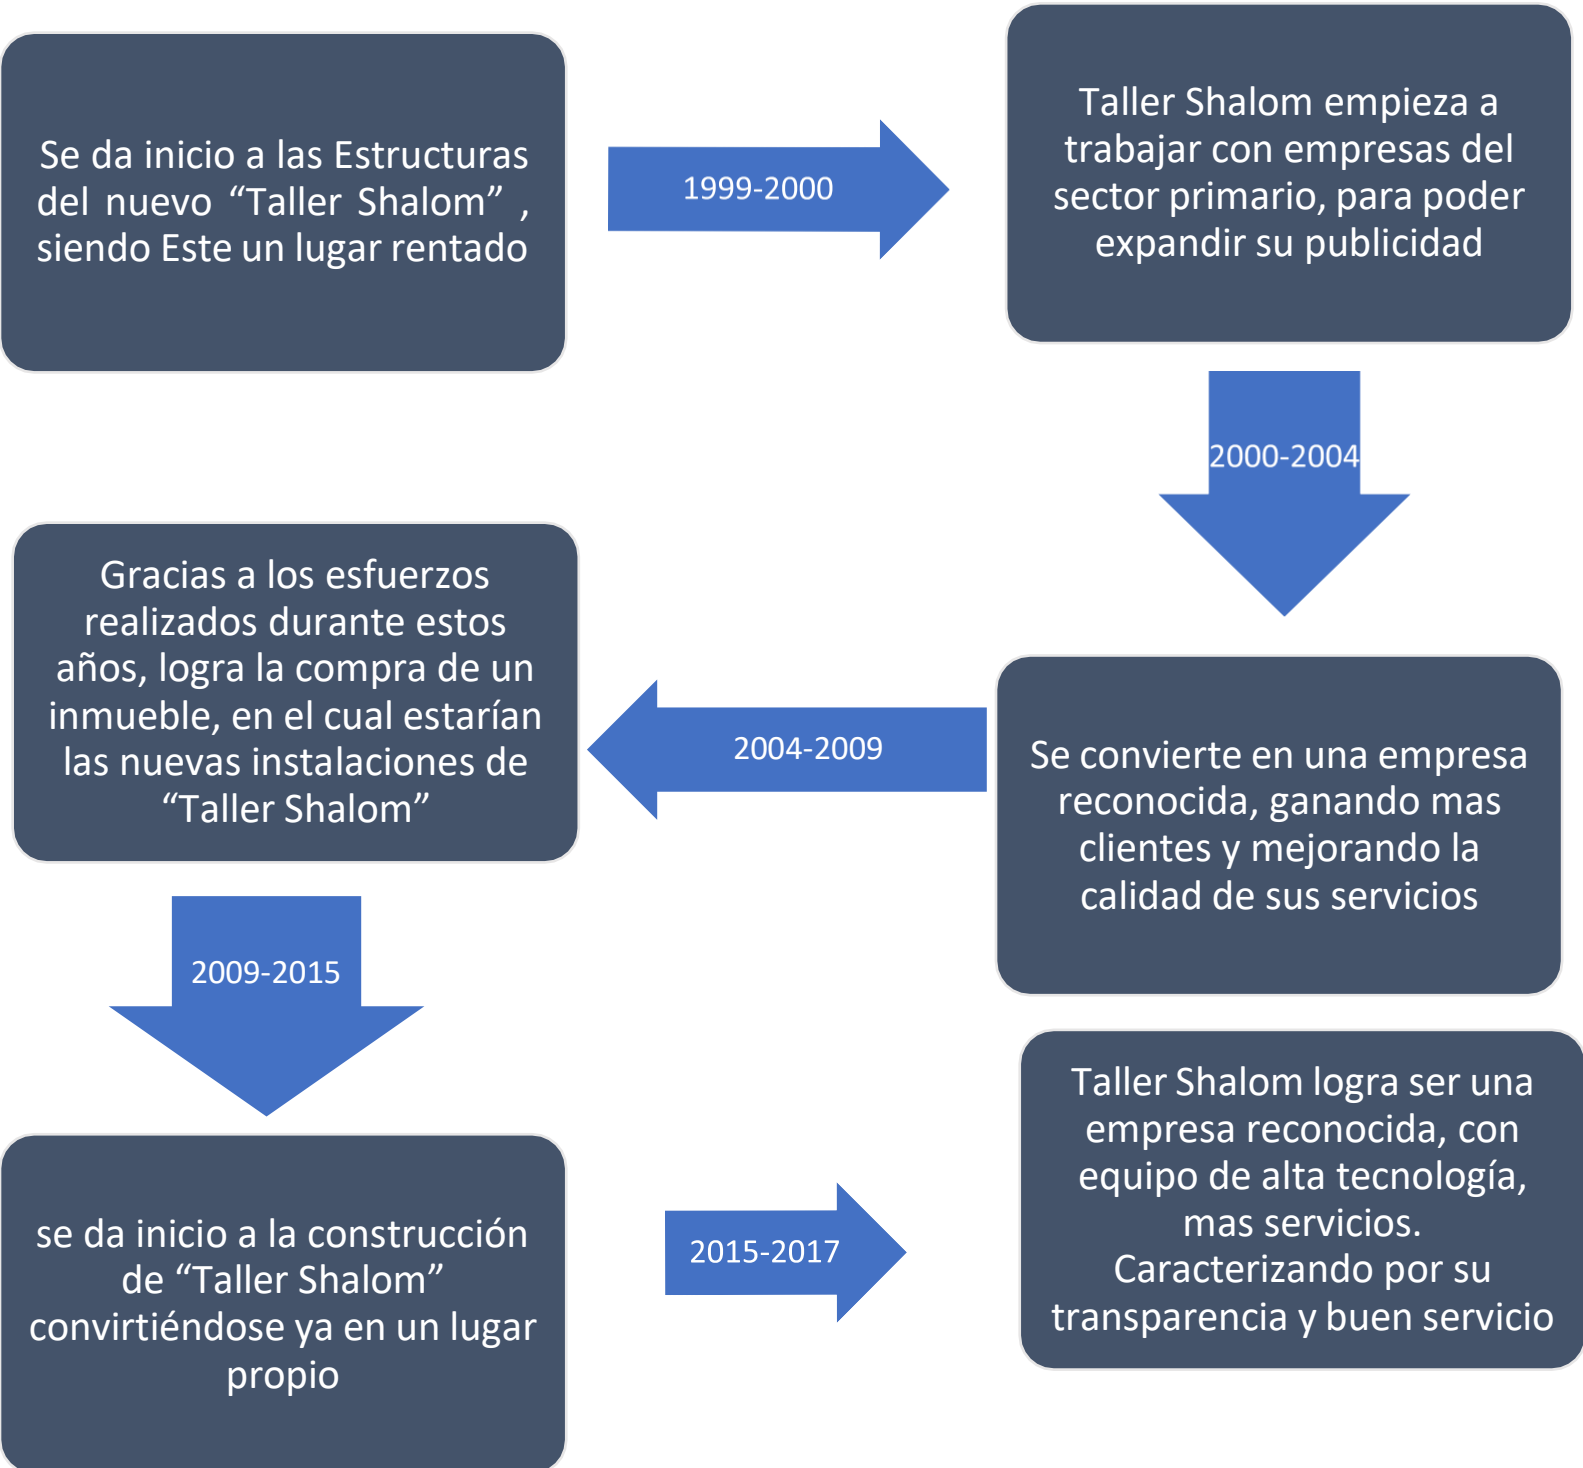 Se da inicio a las Estructuras
del nuevo “Taller Shalom” ,
siendo Este un lugar rentado
1999-2000
Taller Shalom empieza a
trabajar con empresas del
sector primario, para poder
expandir su publicidad
2000-2004
Se convierte en una empresa
reconocida, ganando mas
clientes y mejorando la
calidad de sus servicios
2004-2009
Gracias a los esfuerzos
realizados durante estos
años, logra la compra de un
inmueble, en el cual estarían
las nuevas instalaciones de
“Taller Shalom”
2009-2015
se da inicio a la construcción
de “Taller Shalom”
convirtiéndose ya en un lugar
propio
2015-2017
Taller Shalom logra ser una
empresa reconocida, con
equipo de alta tecnología,
mas servicios.
Caracterizando por su
transparencia y buen servicio